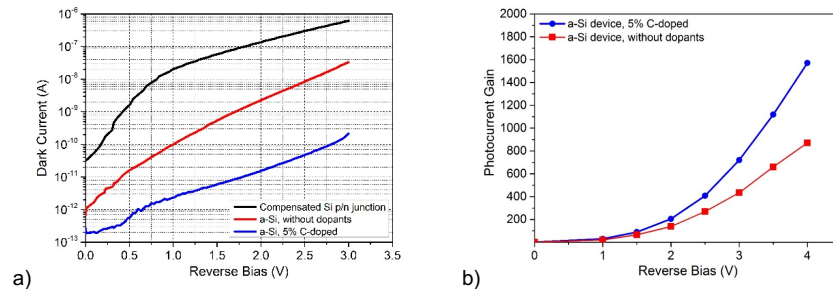 10⁻⁶
10⁻⁷
10⁻⁸
10⁻⁹
10⁻¹⁰
10⁻¹¹
10⁻¹²
10⁻¹³
Dark Current (A)
Compensated Si p/n junction
a-Si, without dopants
a-Si, 5% C-doped
0.0 0.5 1.0 1.5 2.0 2.5 3.0 3.5
Reverse Bias (V)
a)
2000
1800
1600
1400
1200
1000
800
600
400
200
Photocurrent Gain
a-Si device, 5% C-doped
a-Si device, without dopants
0 1 2 3 4
Reverse Bias (V)
b)